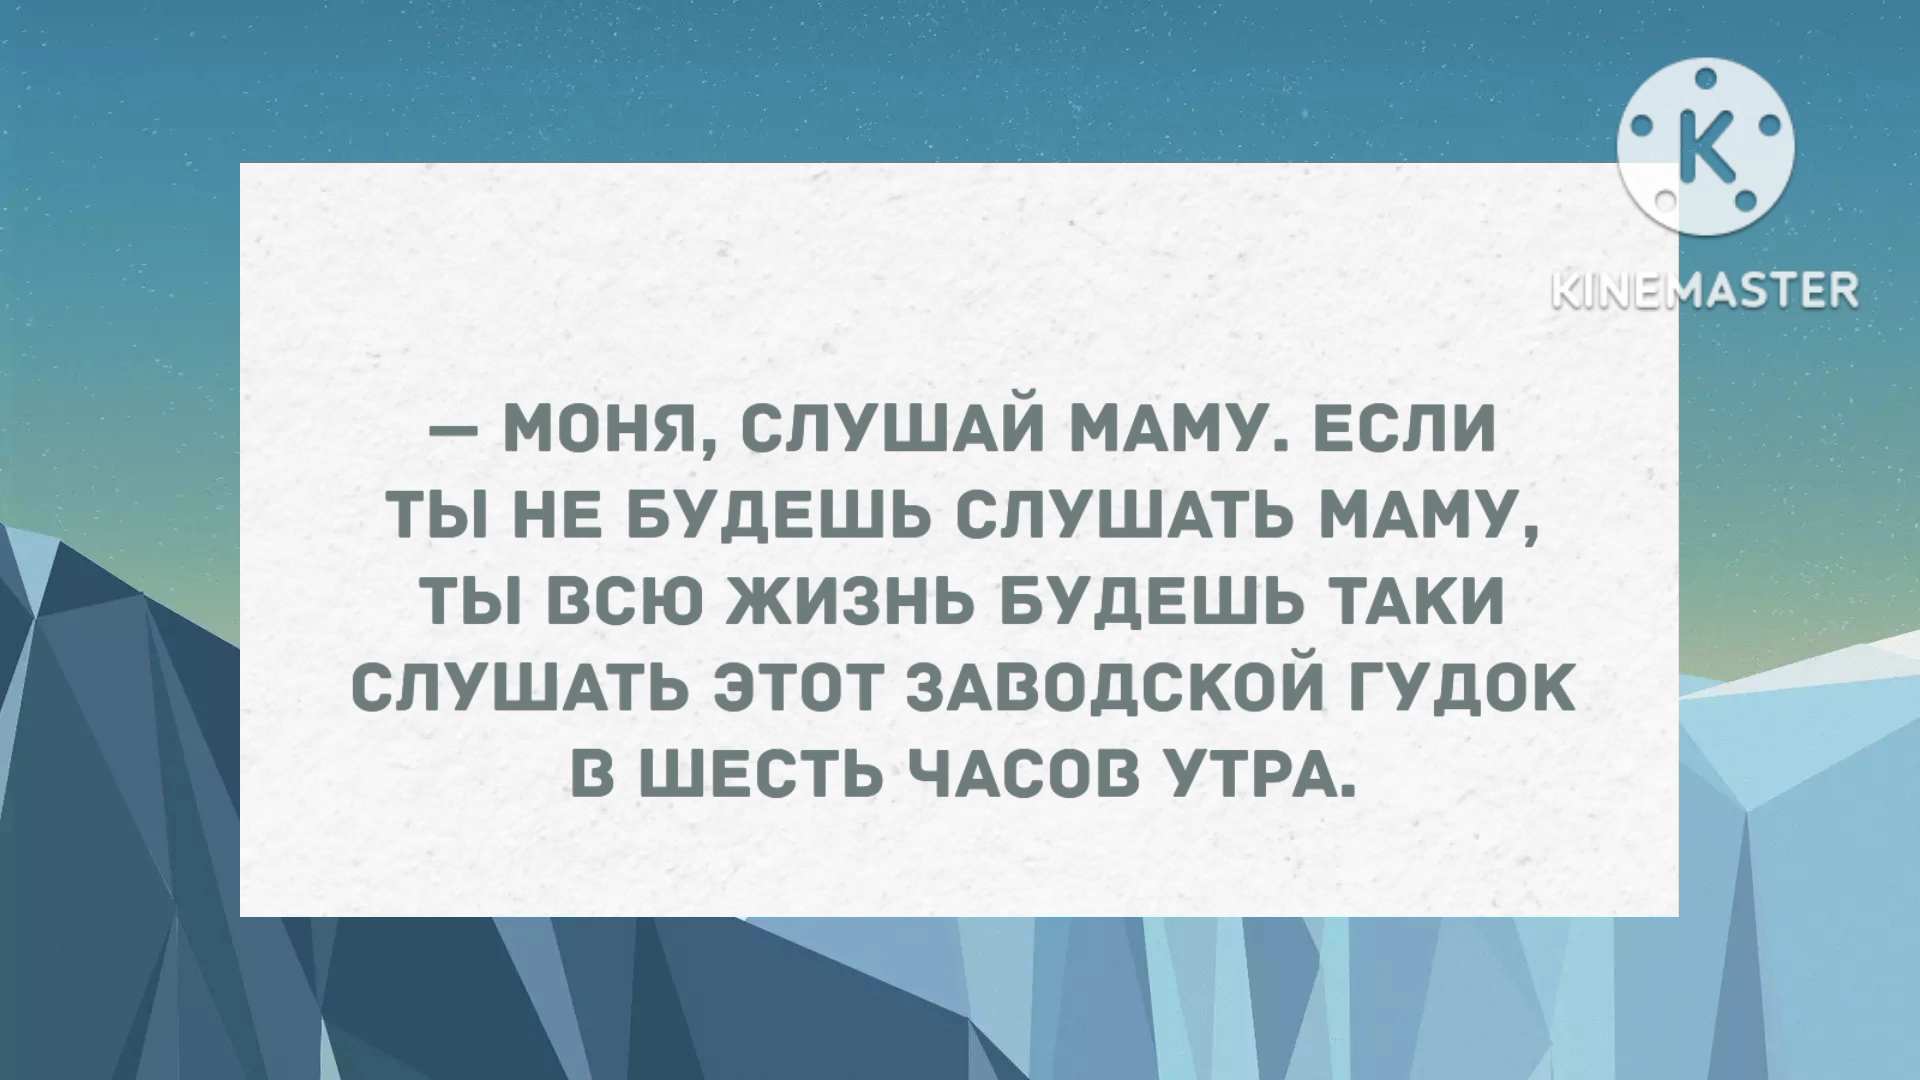 KINEMASTER
— МОНЯ, СЛУШАЙ МАМУ. ЕСЛИ
ТЫ НЕ БУДЕШЬ СЛУШАТЬ МАМУ,
ТЫ ВСЮ ЖИЗНЬ БУДЕШЬ ТАКИ
СЛУШАТЬ ЭТОТ ЗАВОДСКОЙ ГУДОК
В ШЕСТЬ ЧАСОВ УТРА.